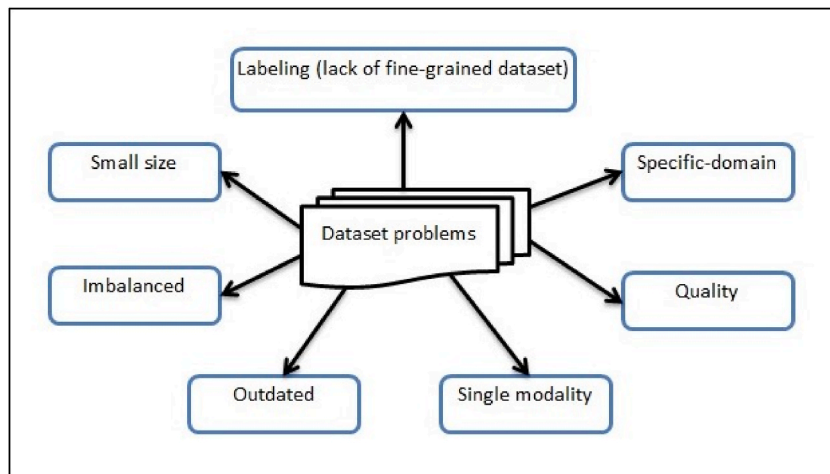 Labeling (lack of fine-grained dataset)
Small size
Specific-domain
Dataset problems
Imbalanced
Quality
Outdated
Single modality